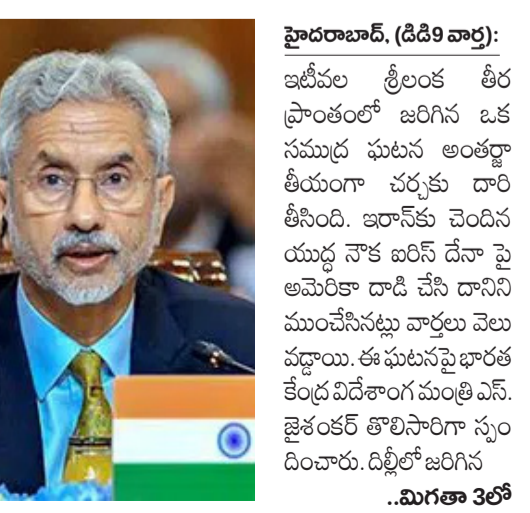 హైదరాబాద్, (డిడి9 వార్త):
ఇటీవల శ్రీలంక తీర
ప్రాంతంలో జరిగిన ఒక
సముద్ర ఘటన అంతర్జా
తీయంగా చర్చకు దారి
తీసింది. ఇరాన్‌కు చెందిన
యుద్ధ నౌక ఐరిస్ దేనా పై
అమెరికా దాడి చేసి దానిని
ముంచేసినట్లు వార్తలు వెలు
వడ్డాయి. ఈ ఘటనపై భారత
కేంద్ర విదేశాంగ మంత్రి ఎస్.
జైశంకర్ తొలిసారిగా స్పం
దించారు. దిల్లీలో జరిగిన
..మిగతా 3లో